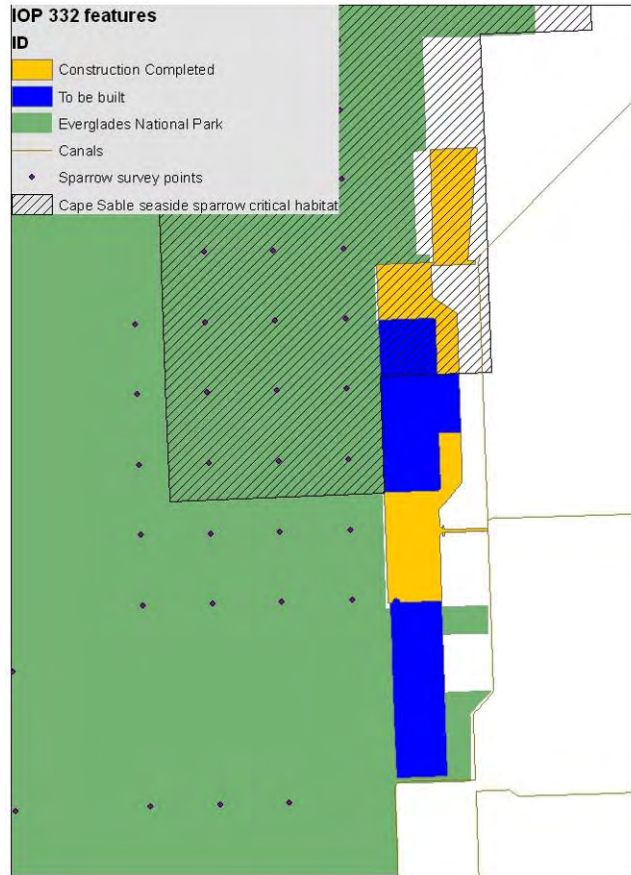 IOP 332 features
ID
Construction Completed
To be built
Everglades National Park
Canals
Sparrow survey points
Cape Sable seaside sparrow critical habitat